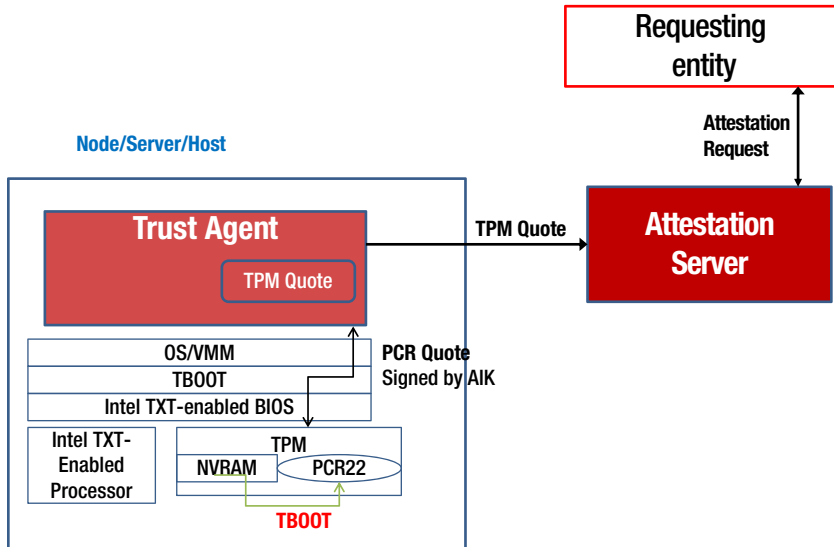 Requesting
entity
Attestation
Request
Node/Server/Host
Trust Agent
TPM Quote
TPM Quote
Attestation
Server
OS/VMM
TBOOT
Intel TXT-enabled BIOS
PCR Quote
Signed by AIK
Intel TXT-
Enabled
Processor
TPM
NVRAM
PCR22
TBOOT